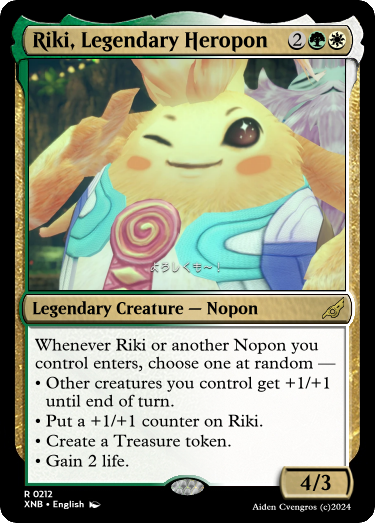 Riki, Legendary Heropon 2
よろしくも〜!
Legendary Creature — Nopon
Whenever Riki or another Nopon you
control enters, choose one at random —
• Other creatures you control get +1/+1
until end of turn.
• Put a +1/+1 counter on Riki.
• Create a Treasure token.
• Gain 2 life.
4/3
R 0212
XNB • English
Aiden Cvengros (c)2024